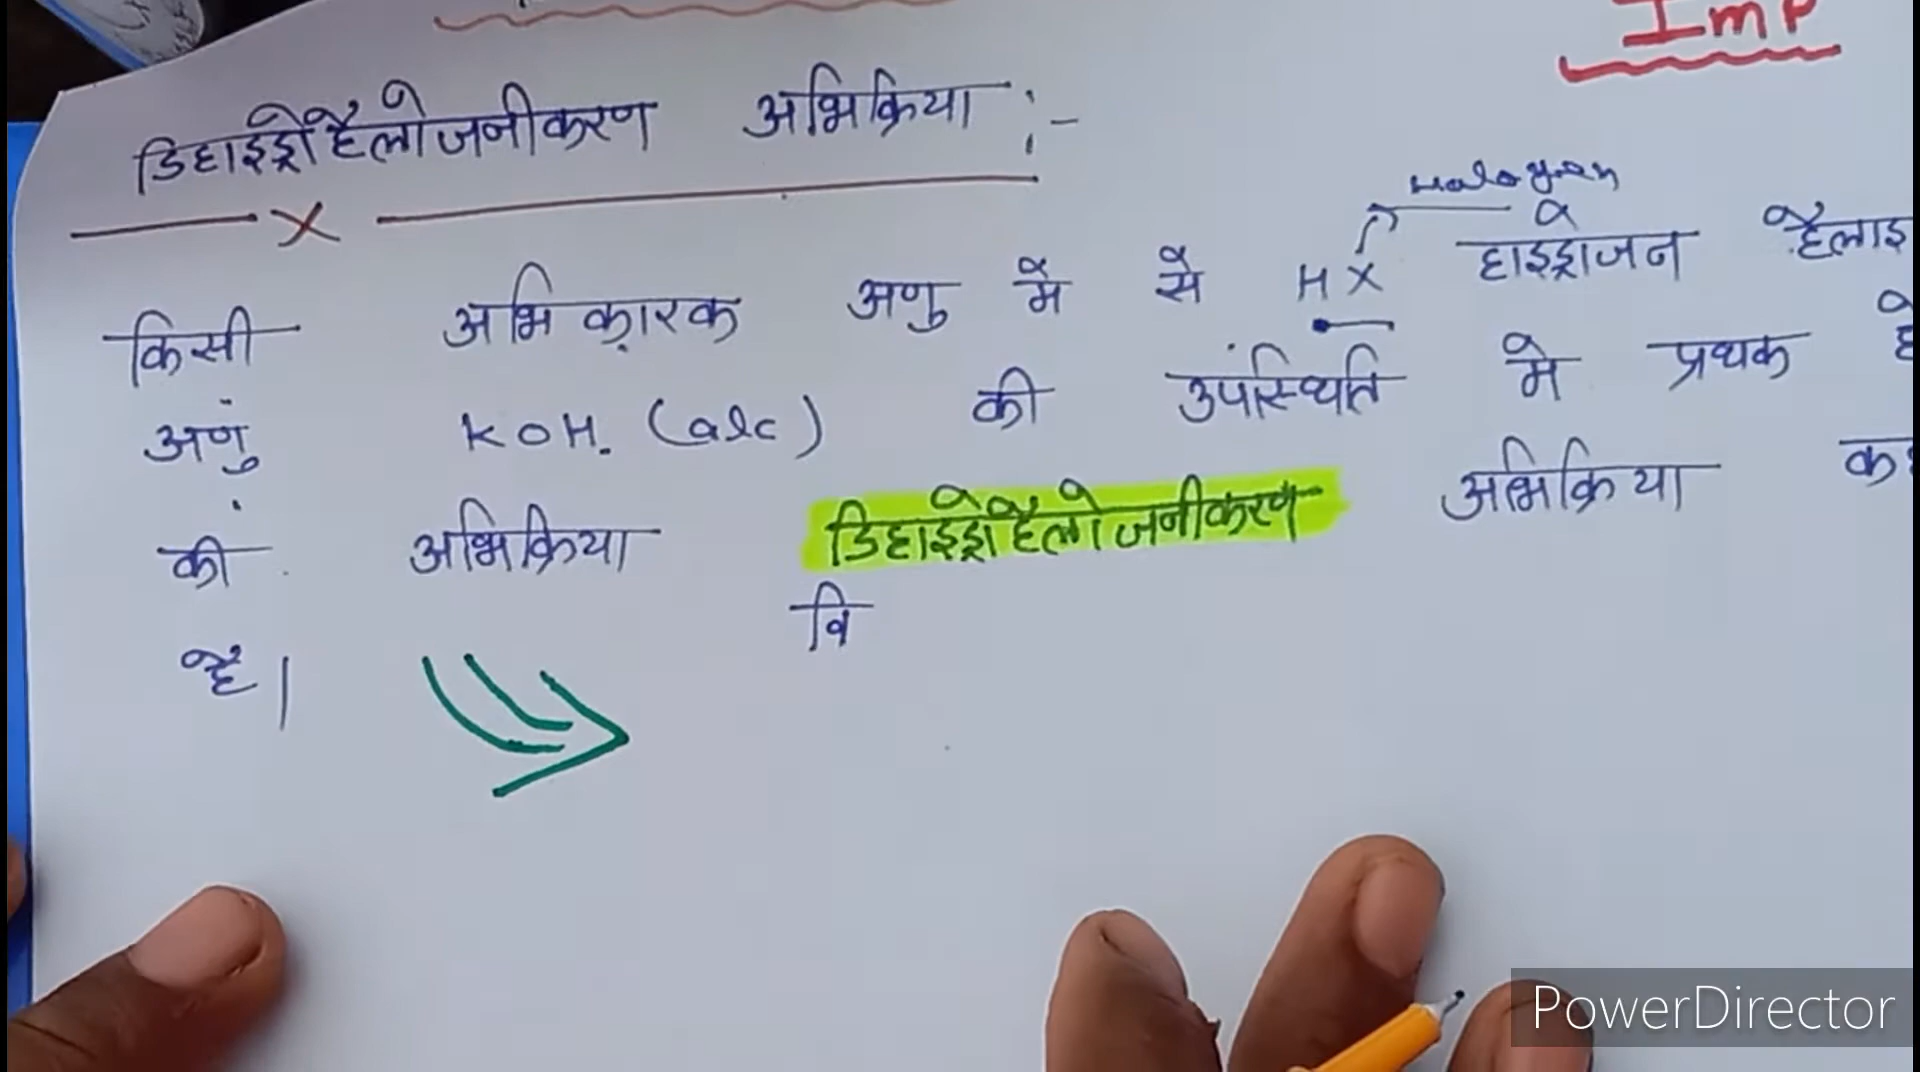 Imp
डिहाइड्रोहैलोजनीकरण अभिक्रिया :-
Halogen
किसी अभिकारक अणु मे से HX हाइड्रोजन
अणु KOH. (alc) की उपस्थिति मे प्रथक
की अभिक्रिया डिहाइड्रोहैलोजनीकरण अभिक्रिया
है। वि
PowerDirector